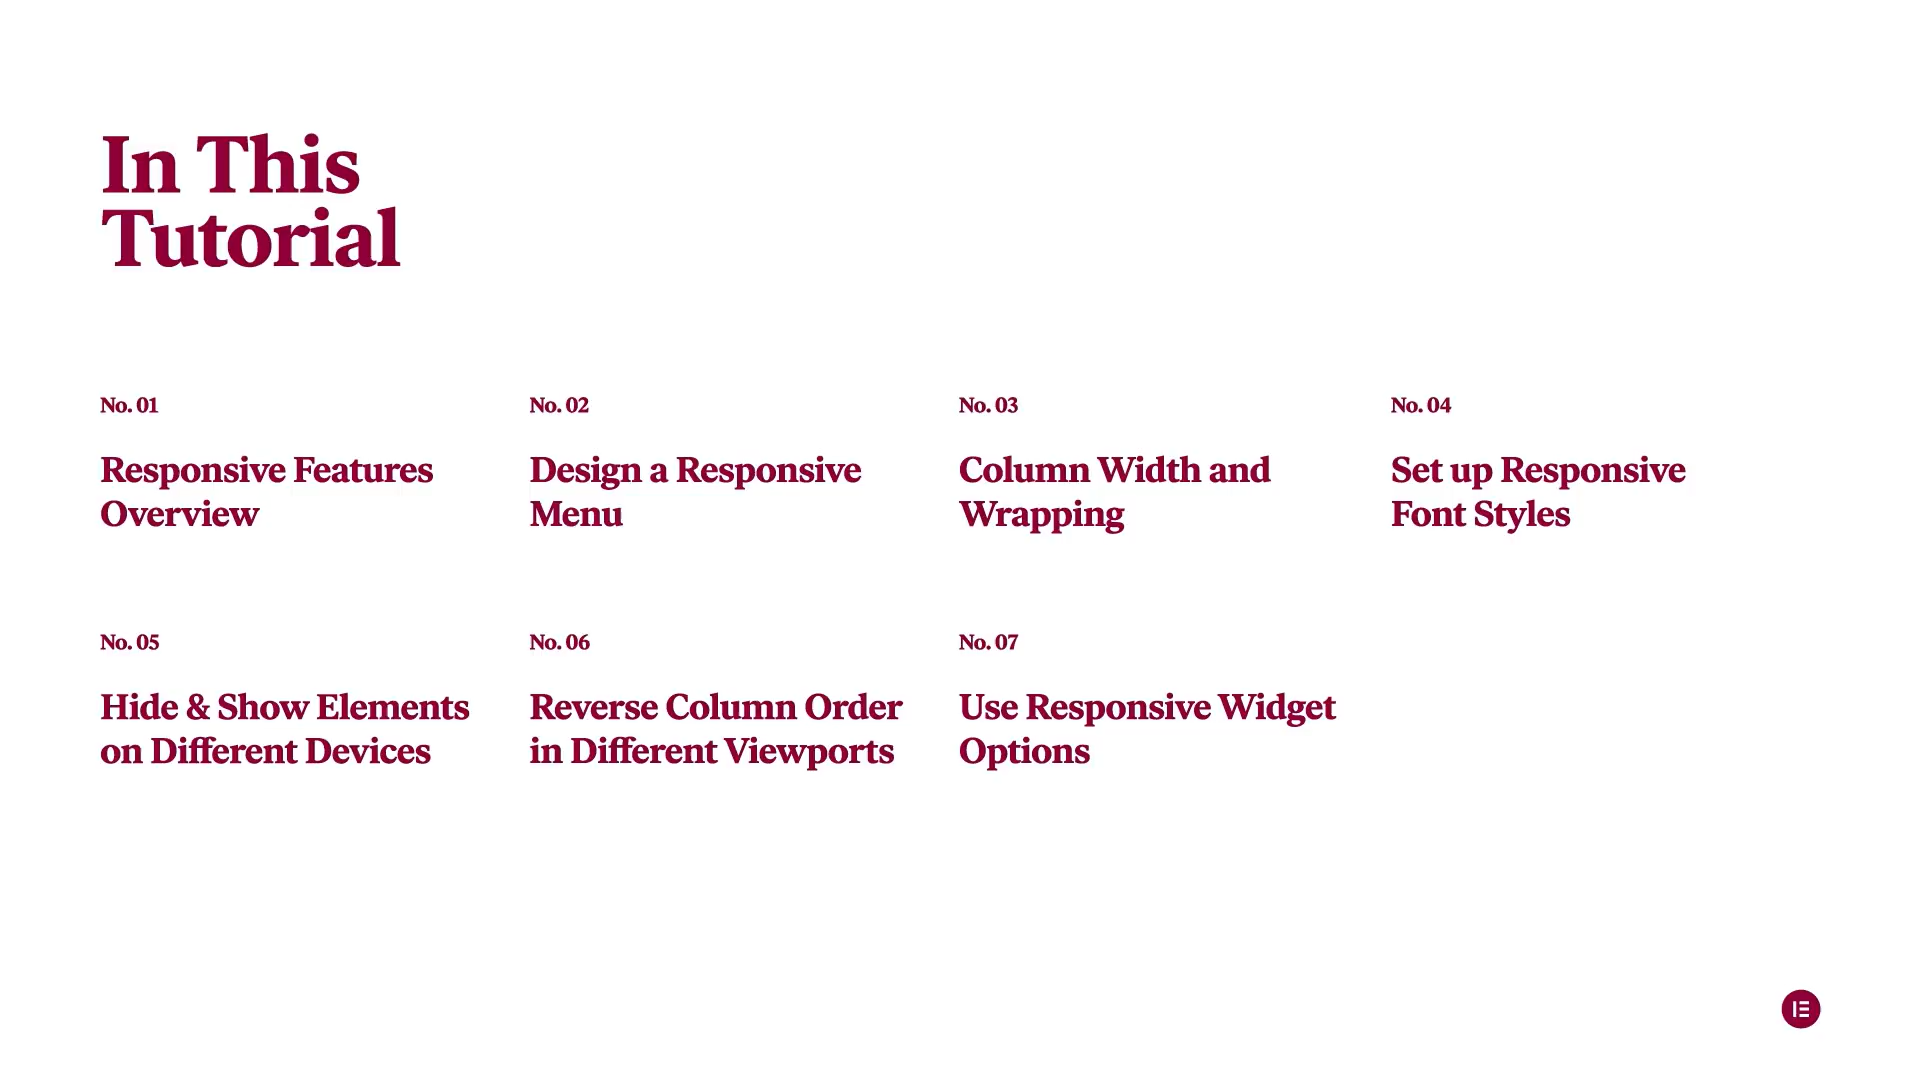 In This
Tutorial
No. 01
Responsive Features
Overview
No. 02
Design a Responsive
Menu
No. 03
Column Width and
Wrapping
No. 04
Set up Responsive
Font Styles
No. 05
Hide & Show Elements
on Different Devices
No. 06
Reverse Column Order
in Different Viewports
No. 07
Use Responsive Widget
Options